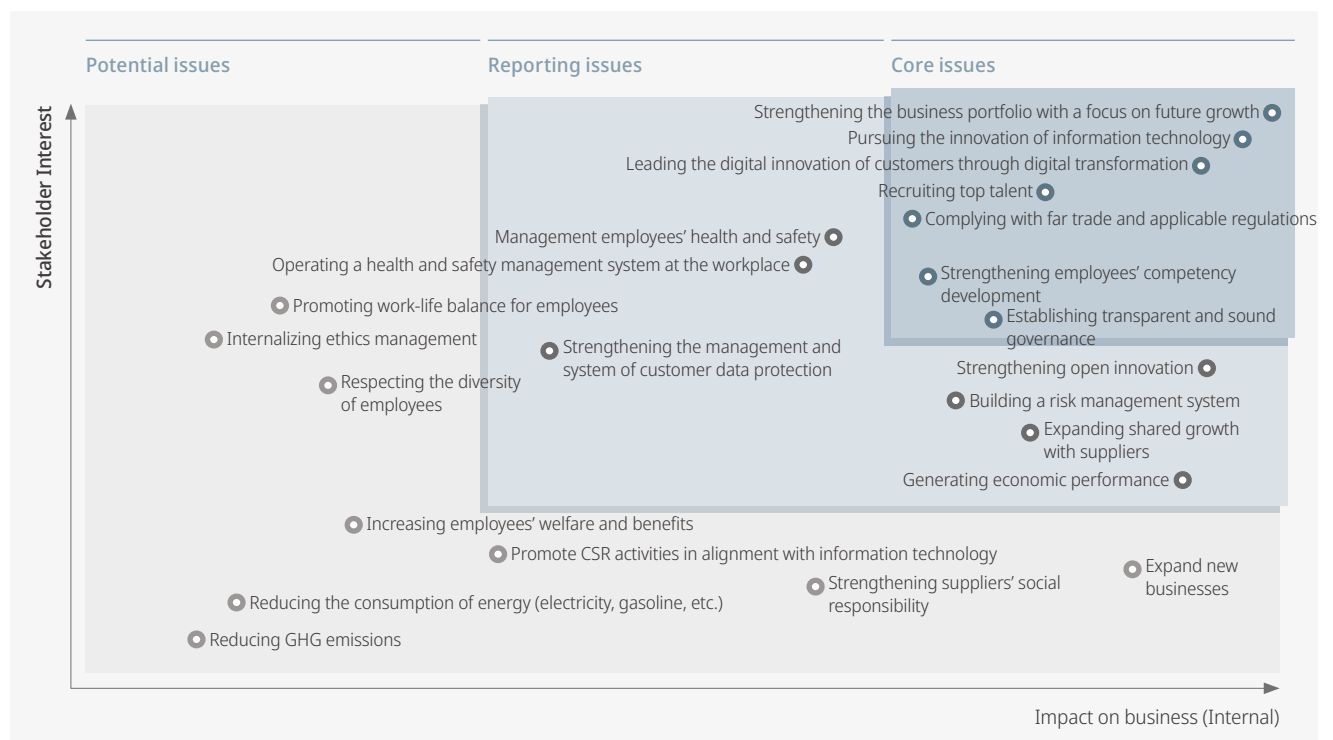 Potential issues
Reporting issues
Core issues
Stakeholder Interest
Strengthening the business portfolio with a focus on future growth
Pursuing the innovation of information technology
Leading the digital innovation of customers through digital transformation
Recruiting top talent
Complying with far trade and applicable regulations
Management employees’ health and safety
Operating a health and safety management system at the workplace
Strengthening employees’ competency
development
Promoting work-life balance for employees
Establishing transparent and sound
governance
Internalizing ethics management
Strengthening the management and
system of customer data protection
Strengthening open innovation
Respecting the diversity
of employees
Building a risk management system
Expanding shared growth
with suppliers
Generating economic performance
Increasing employees’ welfare and benefits
Promote CSR activities in alignment with information technology
Expand new
businesses
Strengthening suppliers’ social
responsibility
Reducing the consumption of energy (electricity, gasoline, etc.)
Reducing GHG emissions
Impact on business (Internal)